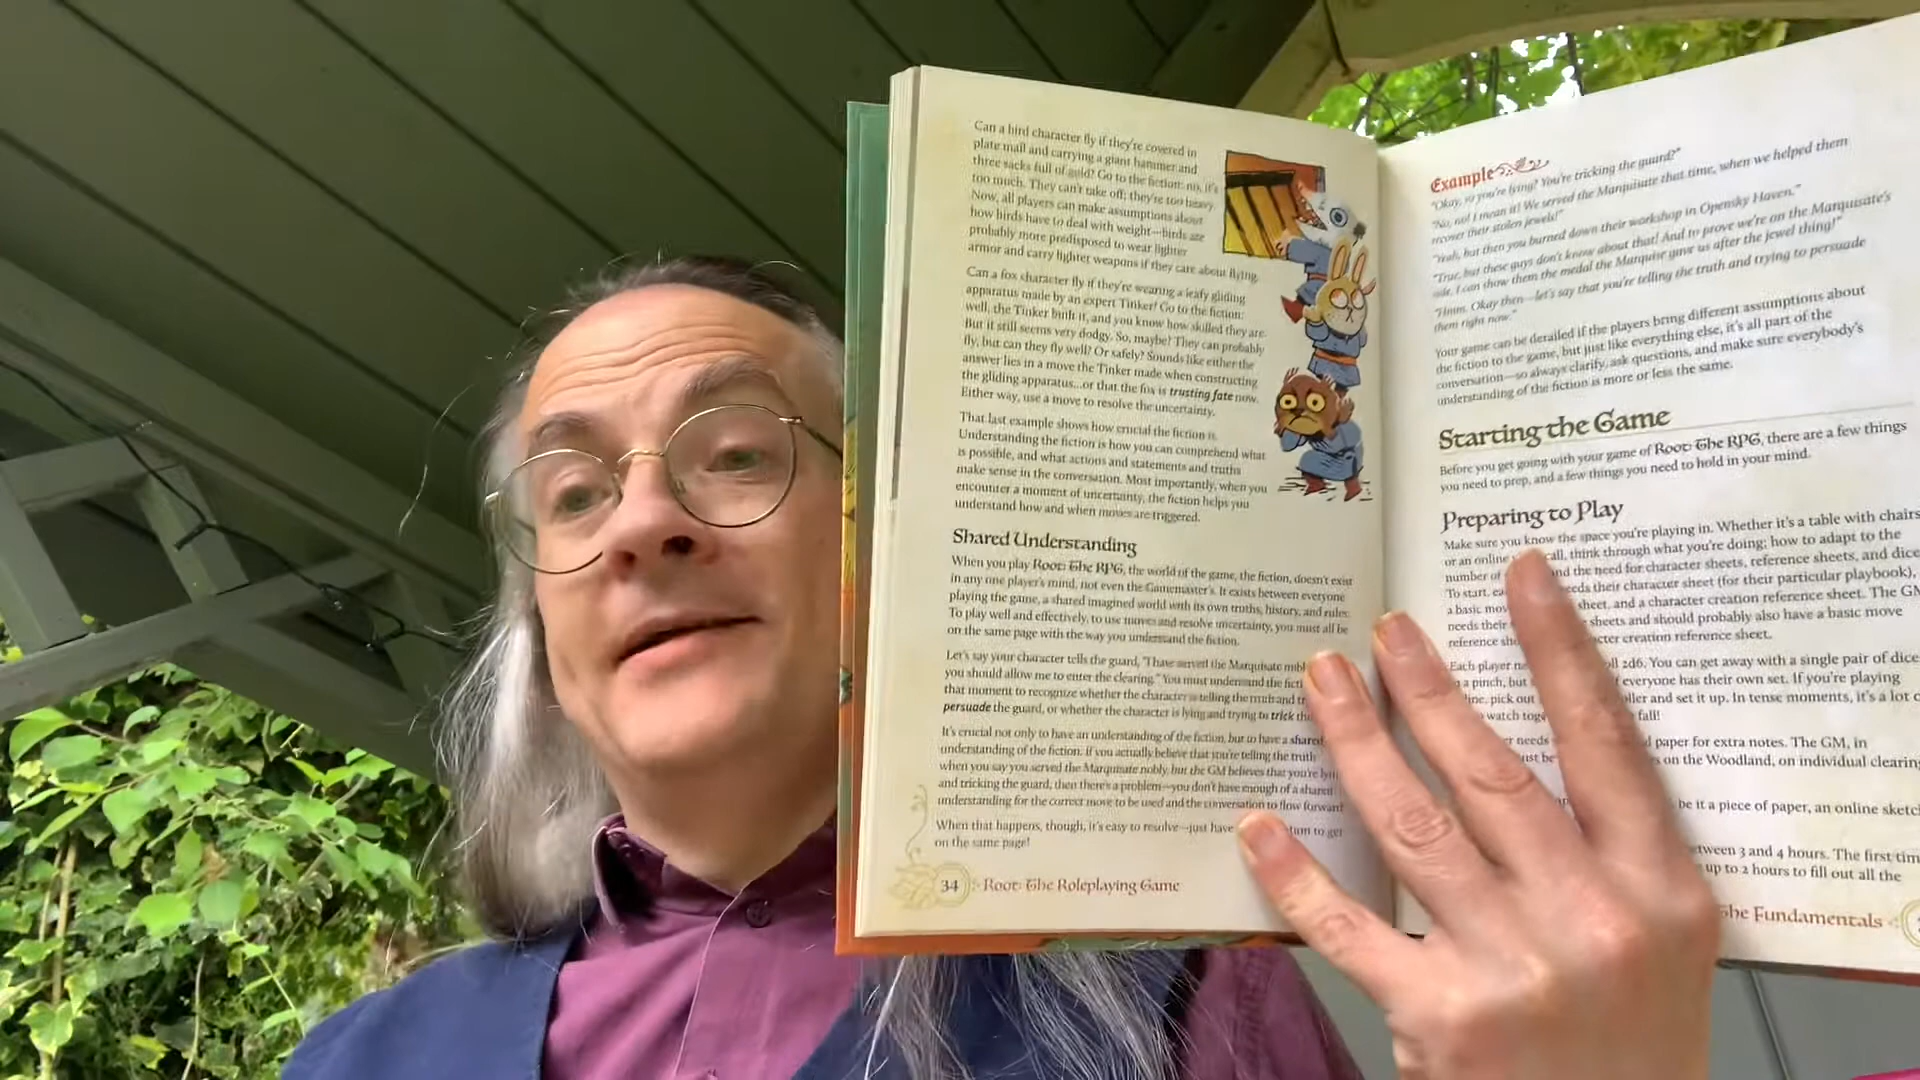 Can a bird character fly if they're covered in
plate mail and carrying a giant hammer and
three sacks full of gold? Go to the fiction: no, it's
too much. They can't take off; they're too heavy.
Now, all players can make assumptions about
how birds have to deal with weight—birds are
probably more predisposed to wear lighter
armor and carry lighter weapons if they care about flying.
Can a fox character fly if they're wearing a leafy gliding
apparatus made by an expert Tinker? Go to the fiction:
well, the Tinker built it, and you know how skilled they are.
But it still seems very dodgy. So, maybe? They can probably
fly, but can they fly well? Or safely? Sounds like either the
answer lies in a move the Tinker made when constructing
the gliding apparatus...or that the fox is trusting fate now.
Either way, use a move to resolve the uncertainty.
That last example shows how crucial the fiction is.
Understanding the fiction is how you can comprehend what
is possible, and what actions and statements and truths
make sense in the conversation. Most importantly, when you
encounter a moment of uncertainty, the fiction helps you
understand how and when moves are triggered.
Shared Understanding
When you play Root: The RPG, the world of the game, the fiction, doesn't exist
in any one player's mind, not even the Gamemaster's. It exists between everyone
playing the game, a shared imagined world with its own truths, history, and rules.
To play well and effectively, to use moves and resolve uncertainty, you must all be
on the same page with the way you understand the fiction.
Let's say your character tells the guard, "I have served the Marquisate
you should allow me to enter the clearing." You must understand the
that moment to recognize whether the character is telling the truth and
persuade the guard, or whether the character is lying and trying to trick
It's crucial not only to have an understanding of the fiction, but to have a shared
understanding of the fiction. If you actually believe that you're telling the truth
when you say you served the Marquisate nobly, but the GM believes that you're
and tricking the guard, then there's a problem—you don't have enough of a shared
understanding for the correct move to be used and the conversation to flow forward.
When that happens, though, it's easy to resolve—just have to get
on the same page!
34 Root: The Roleplaying Game
Example
"Okay, so you're lying? You're tricking the guard?"
"No, no! I mean it! We served the Marquisate that time, when we helped them
recover their stolen jewels!"
"Yeah, but then you burned down their workshop in Opensky Haven."
"True, but these guys don't know about that! And to prove we're on the Marquisate's
side, I can show them the medal the Marquise gave us after the jewel thing!"
"Hmm. Okay then—let's say that you're telling the truth and trying to persuade
them right now."
Your game can be derailed if the players bring different assumptions about
the fiction to the game, but just like everything else, it's all part of the
conversation—so always clarify, ask questions, and make sure everybody's
understanding of the fiction is more or less the same.
Starting the Game
Before you get going with your game of Root: The RPG, there are a few things
you need to prep, and a few things you need to hold in your mind.
Preparing to Play
Make sure you know the space you're playing in. Whether it's a table with chairs
or an online call, think through what you're doing; how to adapt to the
number of and the need for character sheets, reference sheets, and dice.
To start, needs their character sheet (for their particular playbook),
a basic sheet, and a character creation reference sheet. The GM
needs their sheets and should probably also have a basic move
reference creation reference sheet.
Each player 2d6. You can get away with a single pair of dice
a pinch, but everyone has their own set. If you're playing
pick out and set it up. In tense moments, it's a lot
watch fall!
needs paper for extra notes. The GM, in
on the Woodland, on individual
be it a piece of paper, an online
3 and 4 hours. The first
up to 2 hours to fill out all the
The Fundamentals